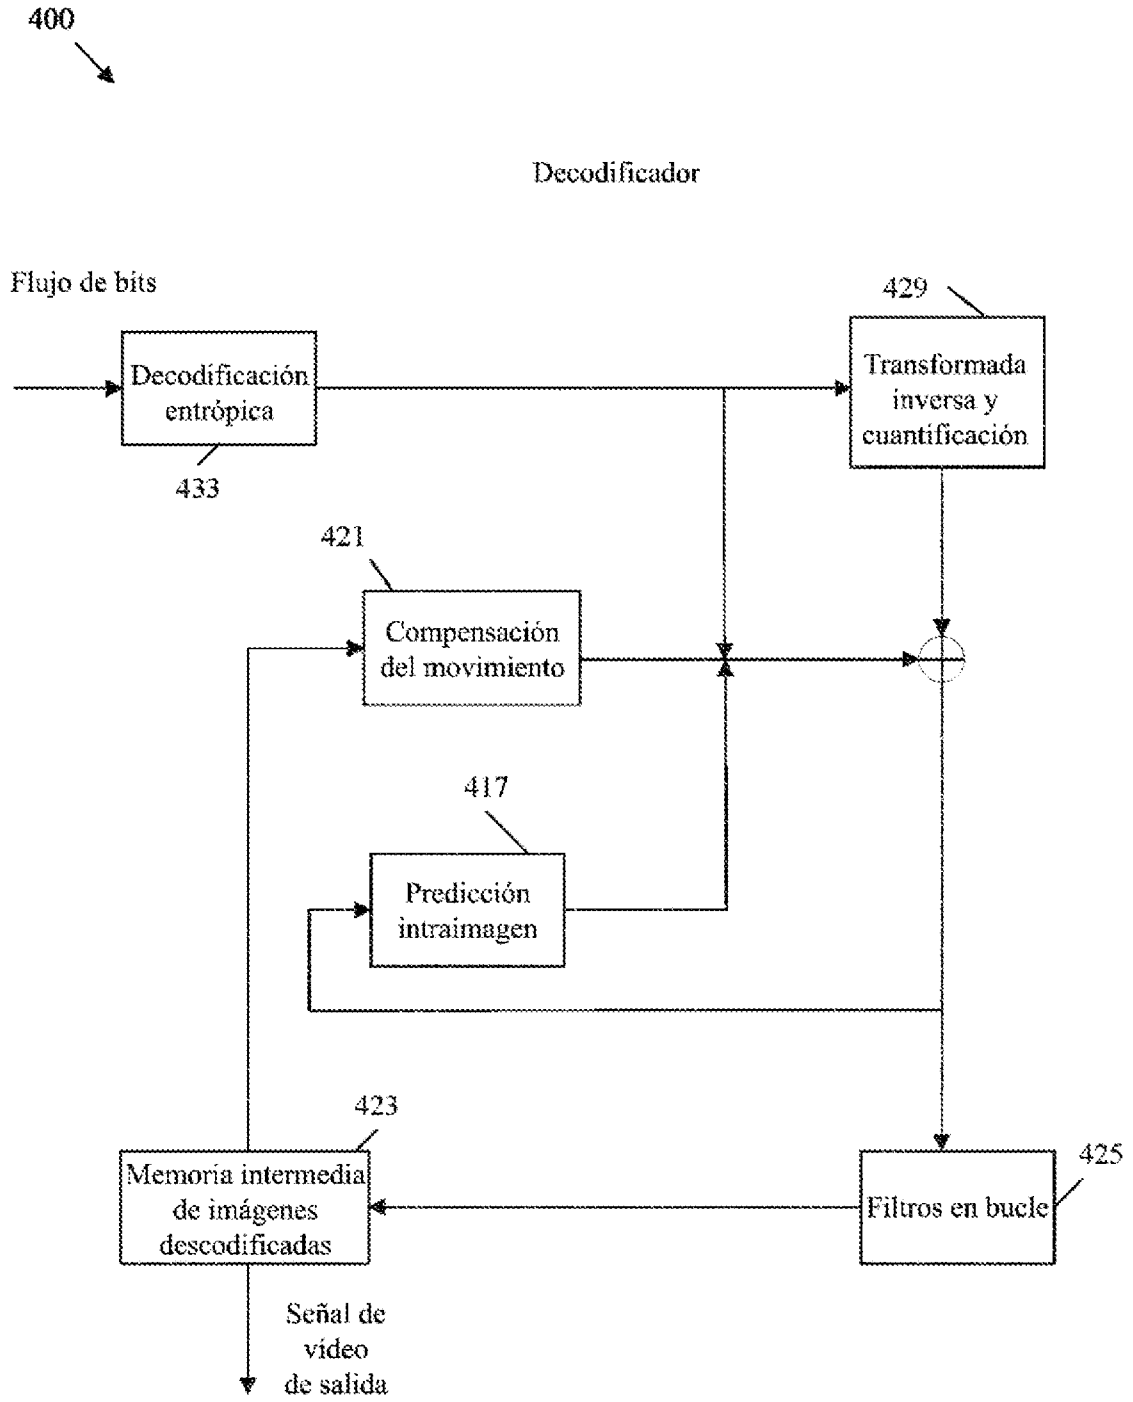 400
Decodificador
Flujo de bits
429
Decodificación
entrópica
Transformada
inversa y
cuantificación
433
421
Compensación
del movimiento
417
Predicción
intraimagen
423
425
Memoria intermedia
de imágenes
descodificadas
Filtros en bucle
Señal de
vídeo
de salida